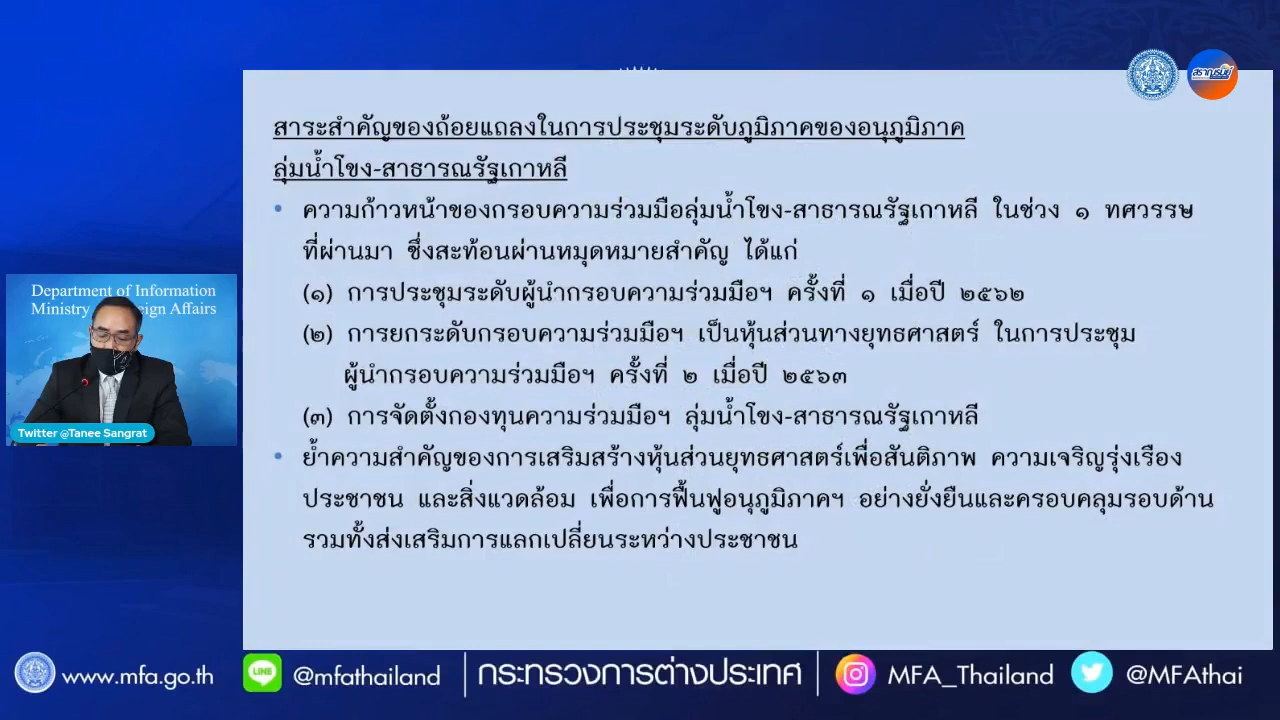 สราญรมย์
สาระสำคัญของถ้อยแถลงในการประชุมระดับภูมิภาคของอนุภูมิภาค
ลุ่มน้ำโขง-สาธารณรัฐเกาหลี
• ความก้าวหน้าของกรอบความร่วมมือลุ่มน้ำโขง-สาธารณรัฐเกาหลี ในช่วง ๑ ทศวรรษ
ที่ผ่านมา ซึ่งสะท้อนผ่านหมุดหมายสำคัญ ได้แก่
(๑) การประชุมระดับผู้นำกรอบความร่วมมือฯ ครั้งที่ ๑ เมื่อปี ๒๕๖๒
(๒) การยกระดับกรอบความร่วมมือฯ เป็นหุ้นส่วนทางยุทธศาสตร์ ในการประชุม
ผู้นำกรอบความร่วมมือฯ ครั้งที่ ๒ เมื่อปี ๒๕๖๓
(๓) การจัดตั้งกองทุนความร่วมมือฯ ลุ่มน้ำโขง-สาธารณรัฐเกาหลี
• ย้ำความสำคัญของการเสริมสร้างหุ้นส่วนยุทธศาสตร์เพื่อสันติภาพ ความเจริญรุ่งเรือง
ประชาชน และสิ่งแวดล้อม เพื่อการฟื้นฟูอนุภูมิภาคฯ อย่างยั่งยืนและครอบคลุมรอบด้าน
รวมทั้งส่งเสริมการแลกเปลี่ยนระหว่างประชาชน
Department of Information
Ministry eign Affairs
Twitter @Tanee Sangrat
www.mfa.go.th
LINE @mfathailand
กระทรวงการต่างประเทศ
MFA_Thailand
@MFAthai